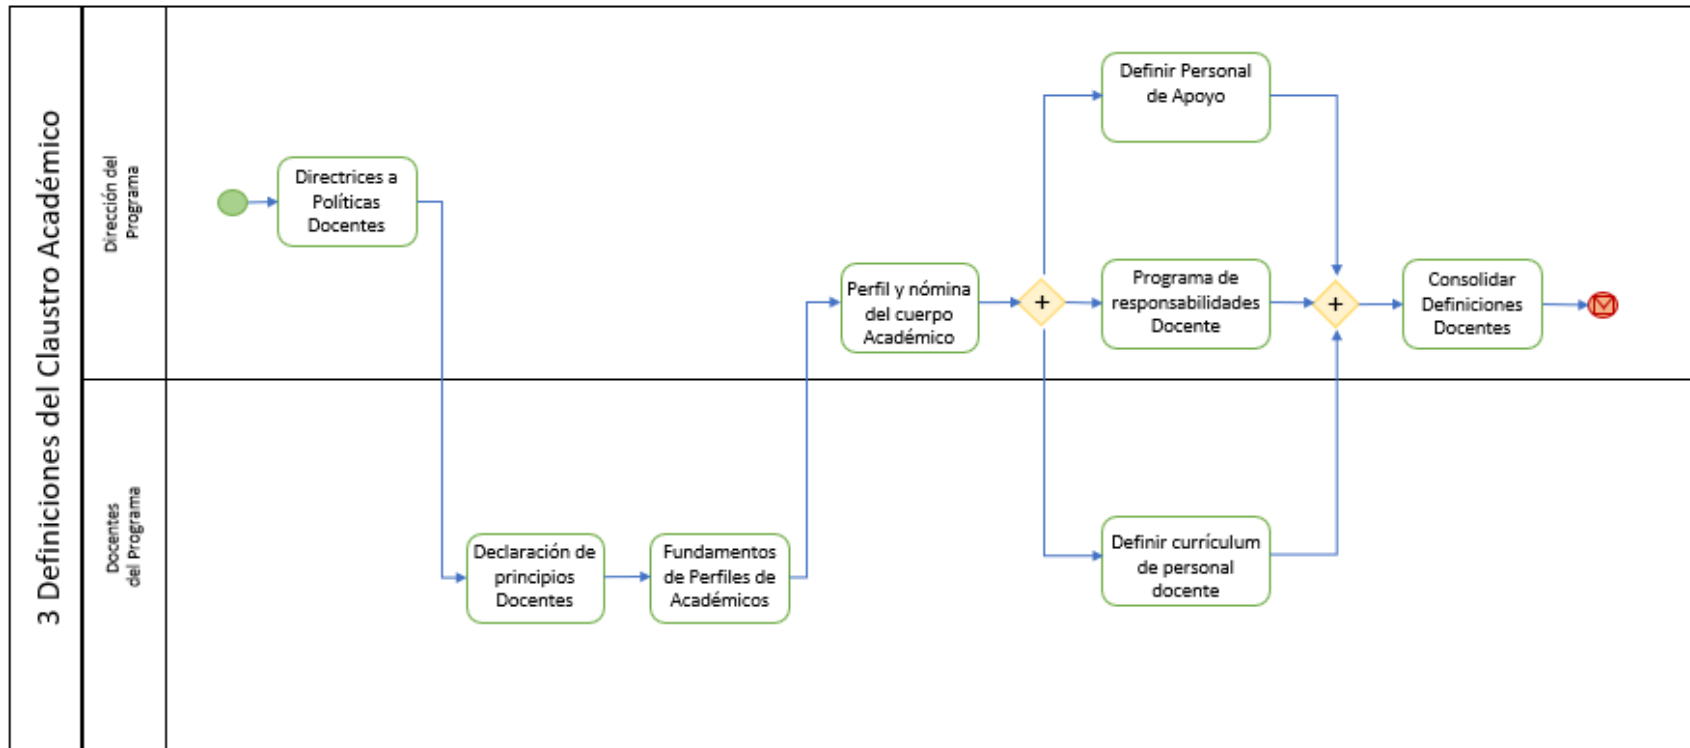 3 Definiciones del Claustro Académico
Dirección del
Programa
Directrices a
Políticas
Docentes
Perfil y nómina
del cuerpo
Académico
+
Definir Personal
de Apoyo
Programa de
responsabilidades
Docente
+
Consolidar
Definiciones
Docentes
Docentes
del Programa
Declaración de
principios
Docentes
Fundamentos
de Perfiles de
Académicos
Definir currículum
de personal
docente